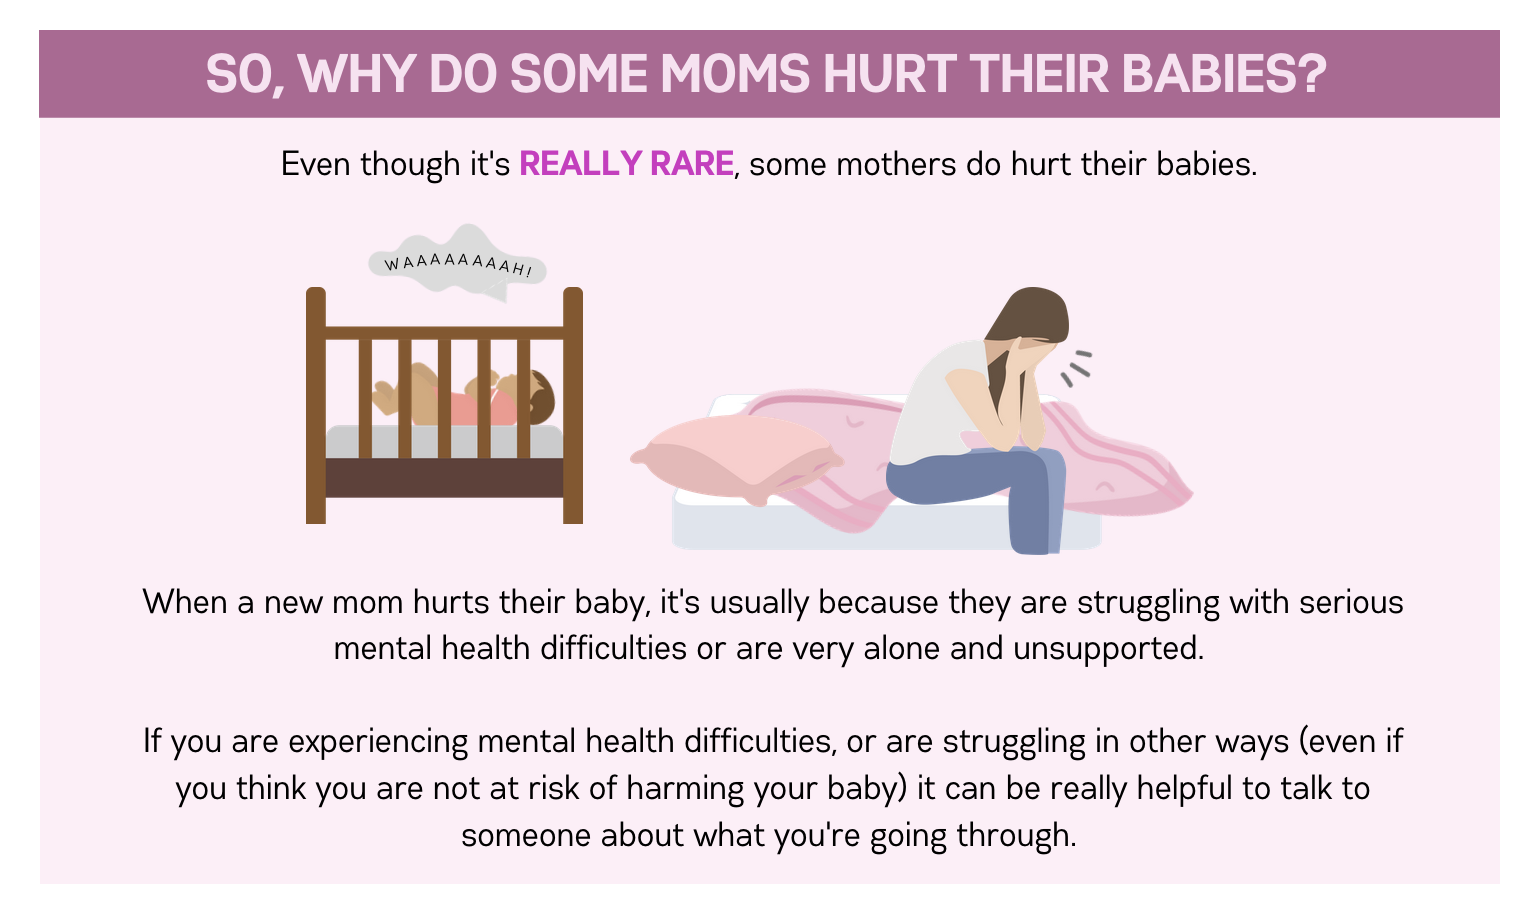 SO, WHY DO SOME MOMS HURT THEIR BABIES?
Even though it's REALLY RARE, some mothers do hurt their babies.
WAAAAAAAAH!
When a new mom hurts their baby, it's usually because they are struggling with serious
mental health difficulties or are very alone and unsupported.
If you are experiencing mental health difficulties, or are struggling in other ways (even if
you think you are not at risk of harming your baby) it can be really helpful to talk to
someone about what you're going through.